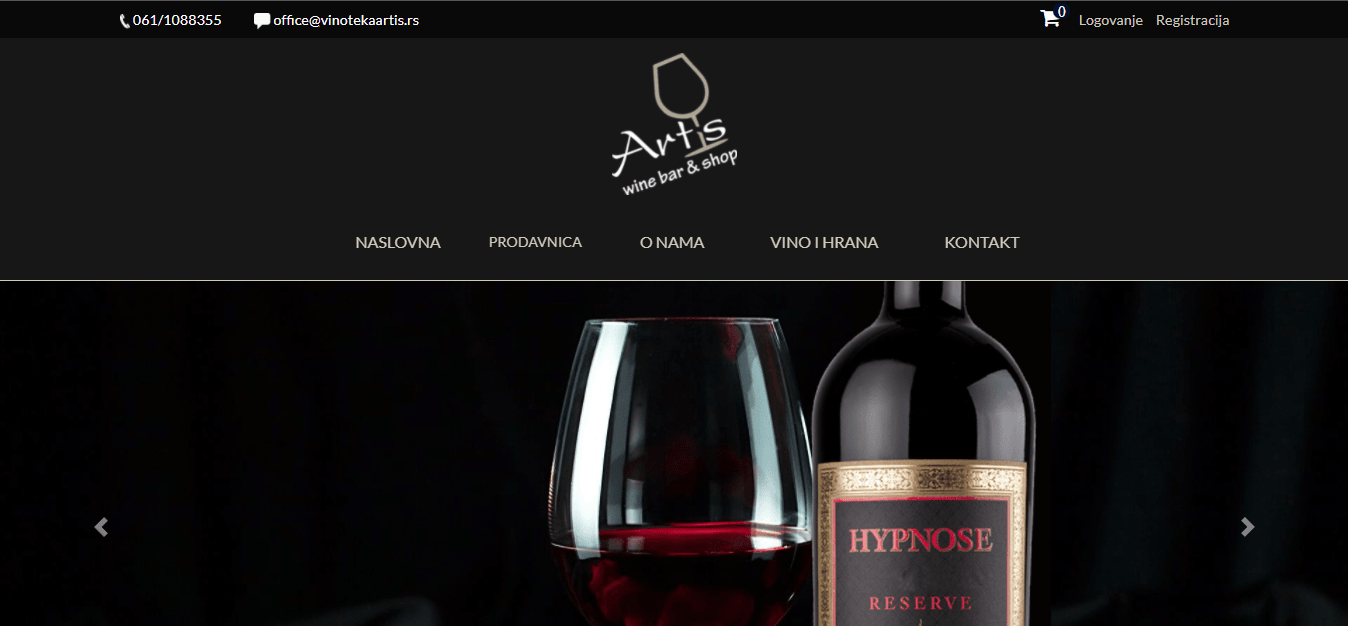 061/1088355 office@vinotekaartis.rs 0 Logovanje Registracija
Artis
wine bar & shop
NASLOVNA PRODAVNICA O NAMA VINO I HRANA KONTAKT
HYPNOSE
RESERVE